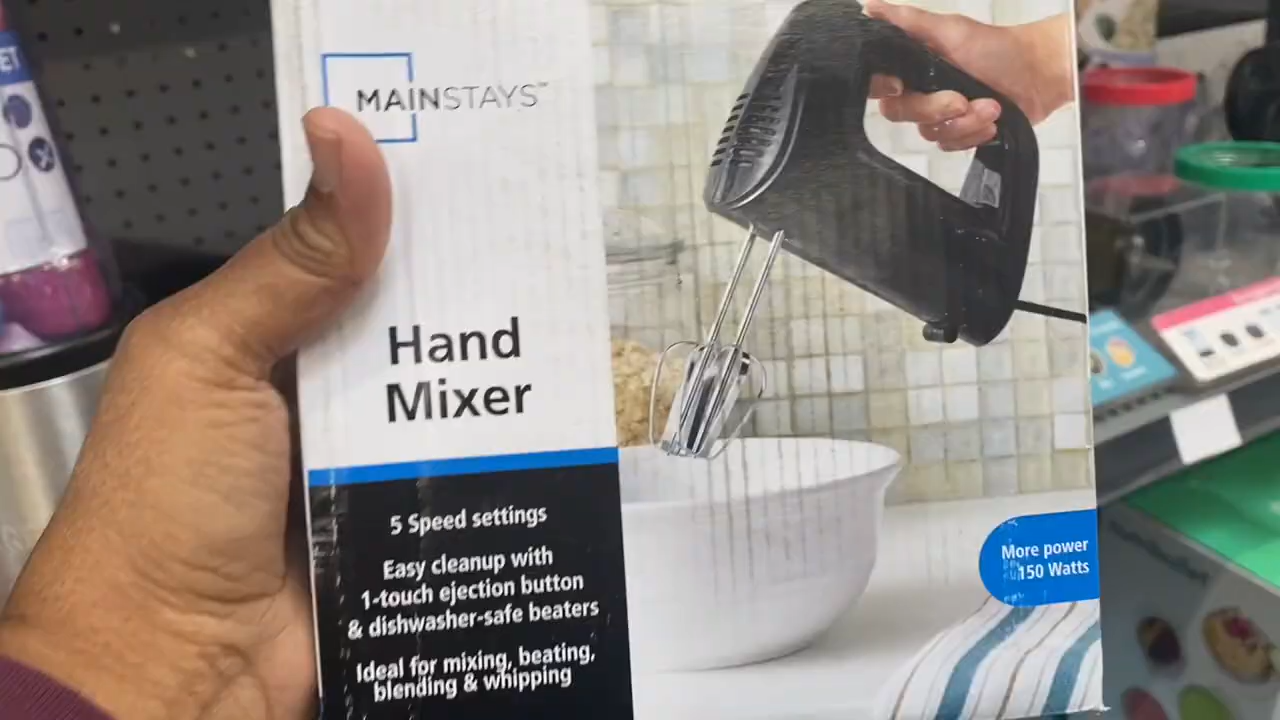 MAINSTAYS™
Hand
Mixer
5 Speed settings
Easy cleanup with
1-touch ejection button
& dishwasher-safe beaters
Ideal for mixing, beating,
blending & whipping
More power
150 Watts
ET